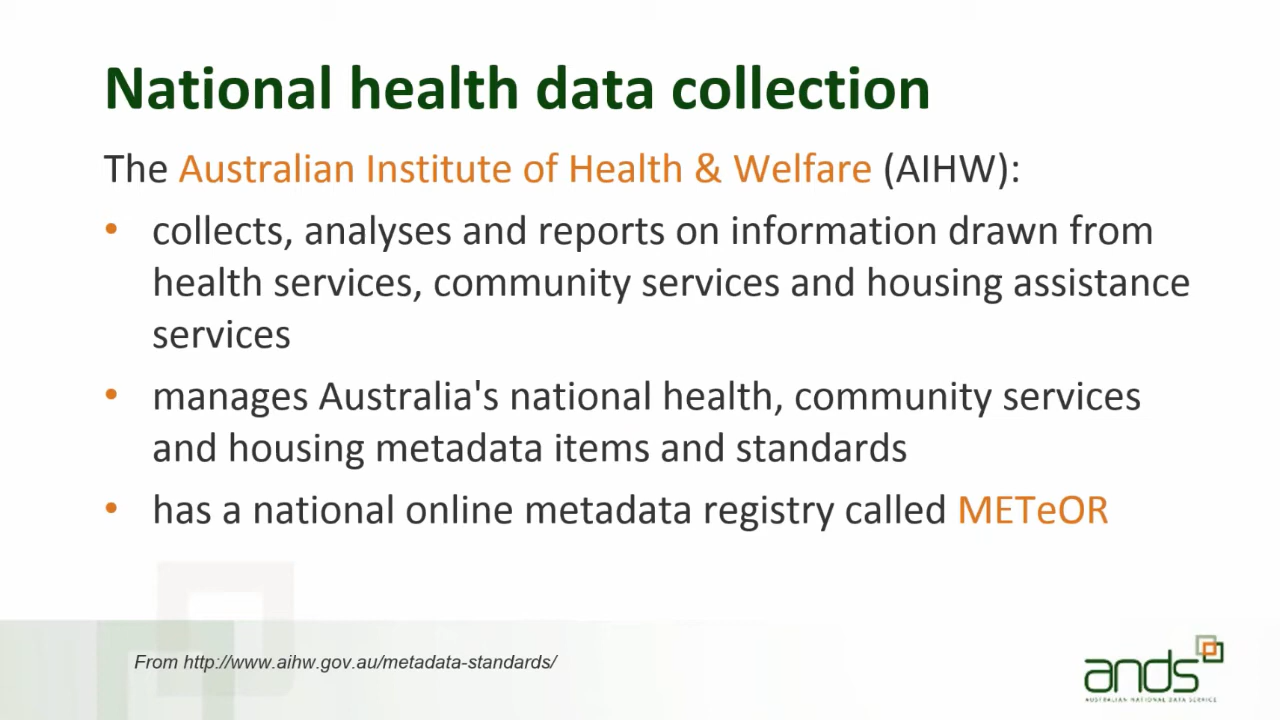 National health data collection
The Australian Institute of Health & Welfare (AIHW):
• collects, analyses and reports on information drawn from
health services, community services and housing assistance
services
• manages Australia's national health, community services
and housing metadata items and standards
• has a national online metadata registry called METeOR
From http://www.aihw.gov.au/metadata-standards/
ands
AUSTRALIAN NATIONAL DATA SERVICE